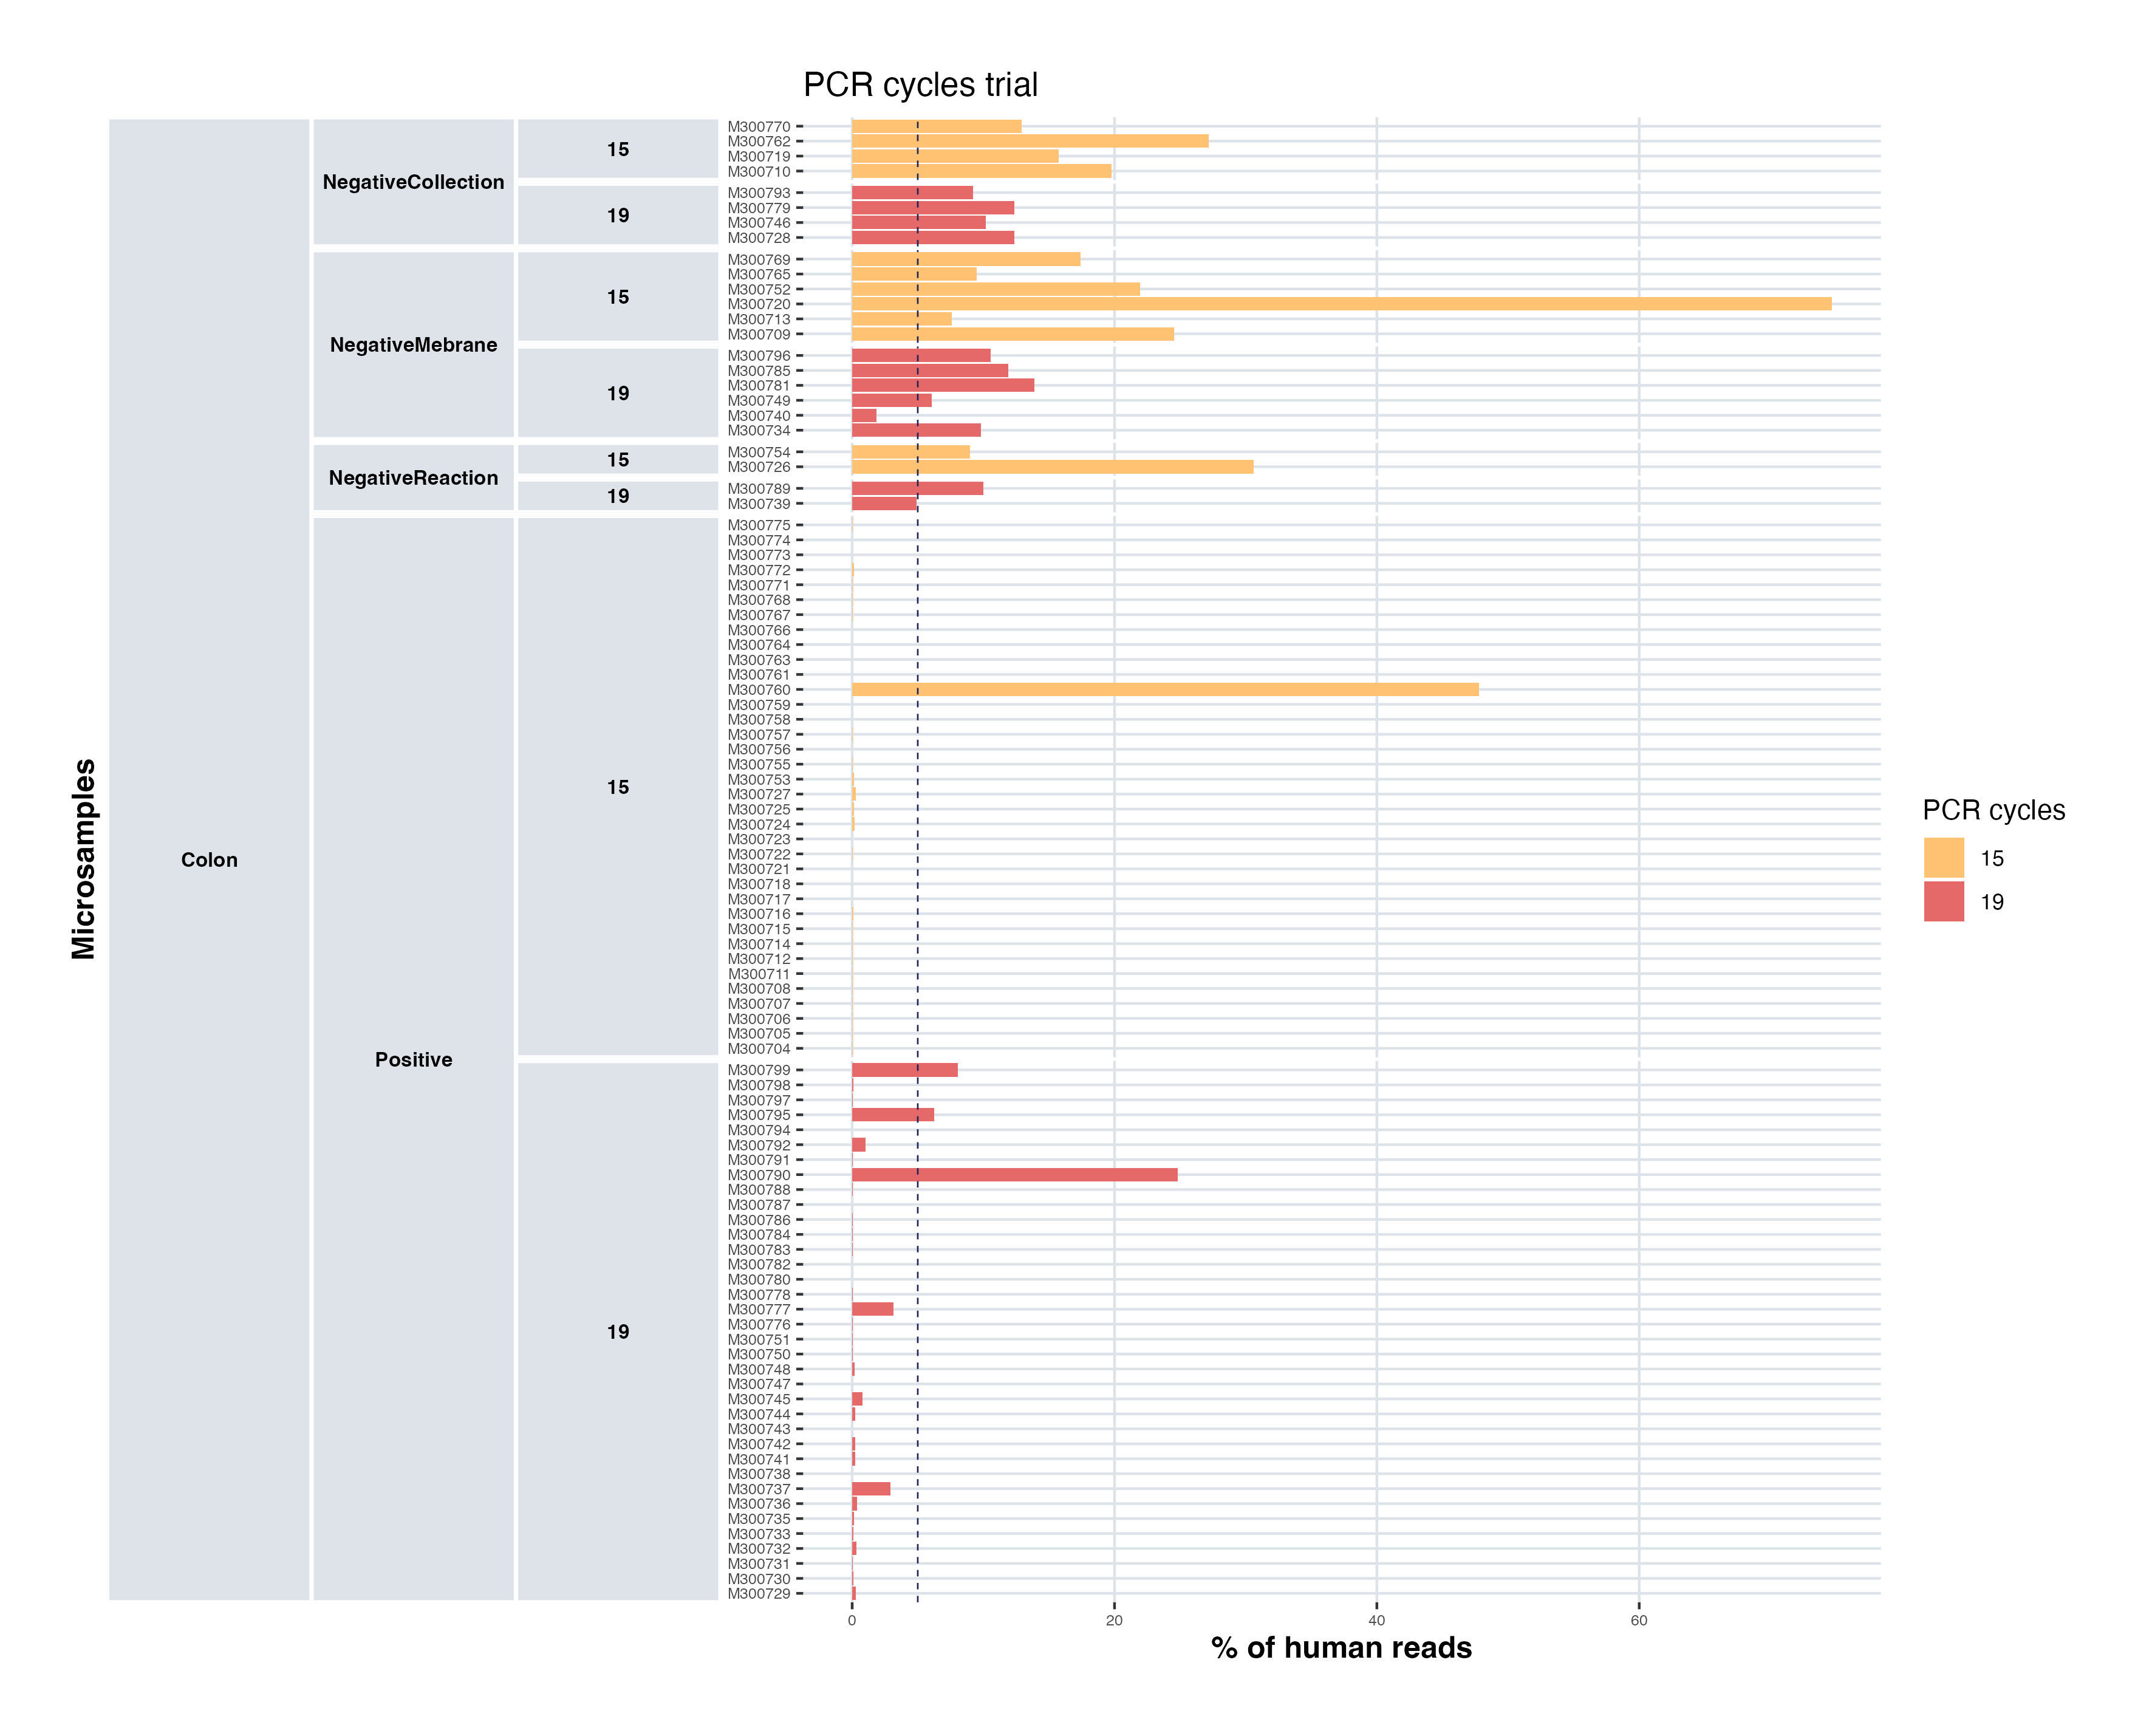 PCR cycles trial
Microsamples
Colon
NegativeCollection
15
M300770
M300762
M300719
M300710
19
M300793
M300779
M300746
M300728
NegativeMebrane
15
M300769
M300765
M300752
M300720
M300713
M300709
19
M300796
M300785
M300781
M300749
M300740
M300734
NegativeReaction
15
M300754
M300726
19
M300789
M300739
Positive
15
M300775
M300774
M300773
M300772
M300771
M300768
M300767
M300766
M300764
M300763
M300761
M300760
M300759
M300758
M300757
M300756
M300755
M300753
M300727
M300725
M300724
M300723
M300722
M300721
M300718
M300717
M300716
M300715
M300714
M300712
M300711
M300708
M300707
M300706
M300705
M300704
19
M300799
M300798
M300797
M300795
M300794
M300792
M300791
M300790
M300788
M300787
M300786
M300784
M300783
M300782
M300780
M300778
M300777
M300776
M300751
M300750
M300748
M300747
M300745
M300744
M300743
M300742
M300741
M300738
M300737
M300736
M300735
M300733
M300732
M300731
M300730
M300729
0 20 40 60
% of human reads
PCR cycles
15
19